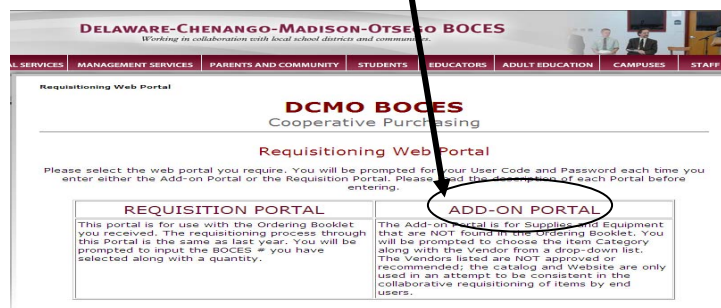 DELAWARE-CHENANGO-MADISON-OTSEGO BOCES
Working in collaboration with local school districts and communities.
AL SERVICES MANAGEMENT SERVICES PARENTS AND COMMUNITY STUDENTS EDUCATORS ADULT EDUCATION CAMPUSES STAFF
Requisitioning Web Portal
DCMO BOCES
Cooperative Purchasing
Requisitioning Web Portal
Please select the web portal you require. You will be prompted for your User Code and Password each time you
enter either the Add-on Portal or the Requisition Portal. Please read the description of each Portal before
entering.
REQUISITION PORTAL
This portal is for use with the Ordering Booklet
you received. The requisitioning process through
this Portal is the same as last year. You will be
prompted to input the BOCES # you have
selected along with a quantity.
ADD-ON PORTAL
The Add-on Portal is for Supplies and Equipment
that are NOT found in the Ordering Booklet. You
will be prompted to choose the item Category
along with the Vendor from a drop-down list.
The Vendors listed are NOT approved or
recommended; the catalog and Website are only
used in an attempt to be consistent in the
collaborative requisitioning of items by end
users.